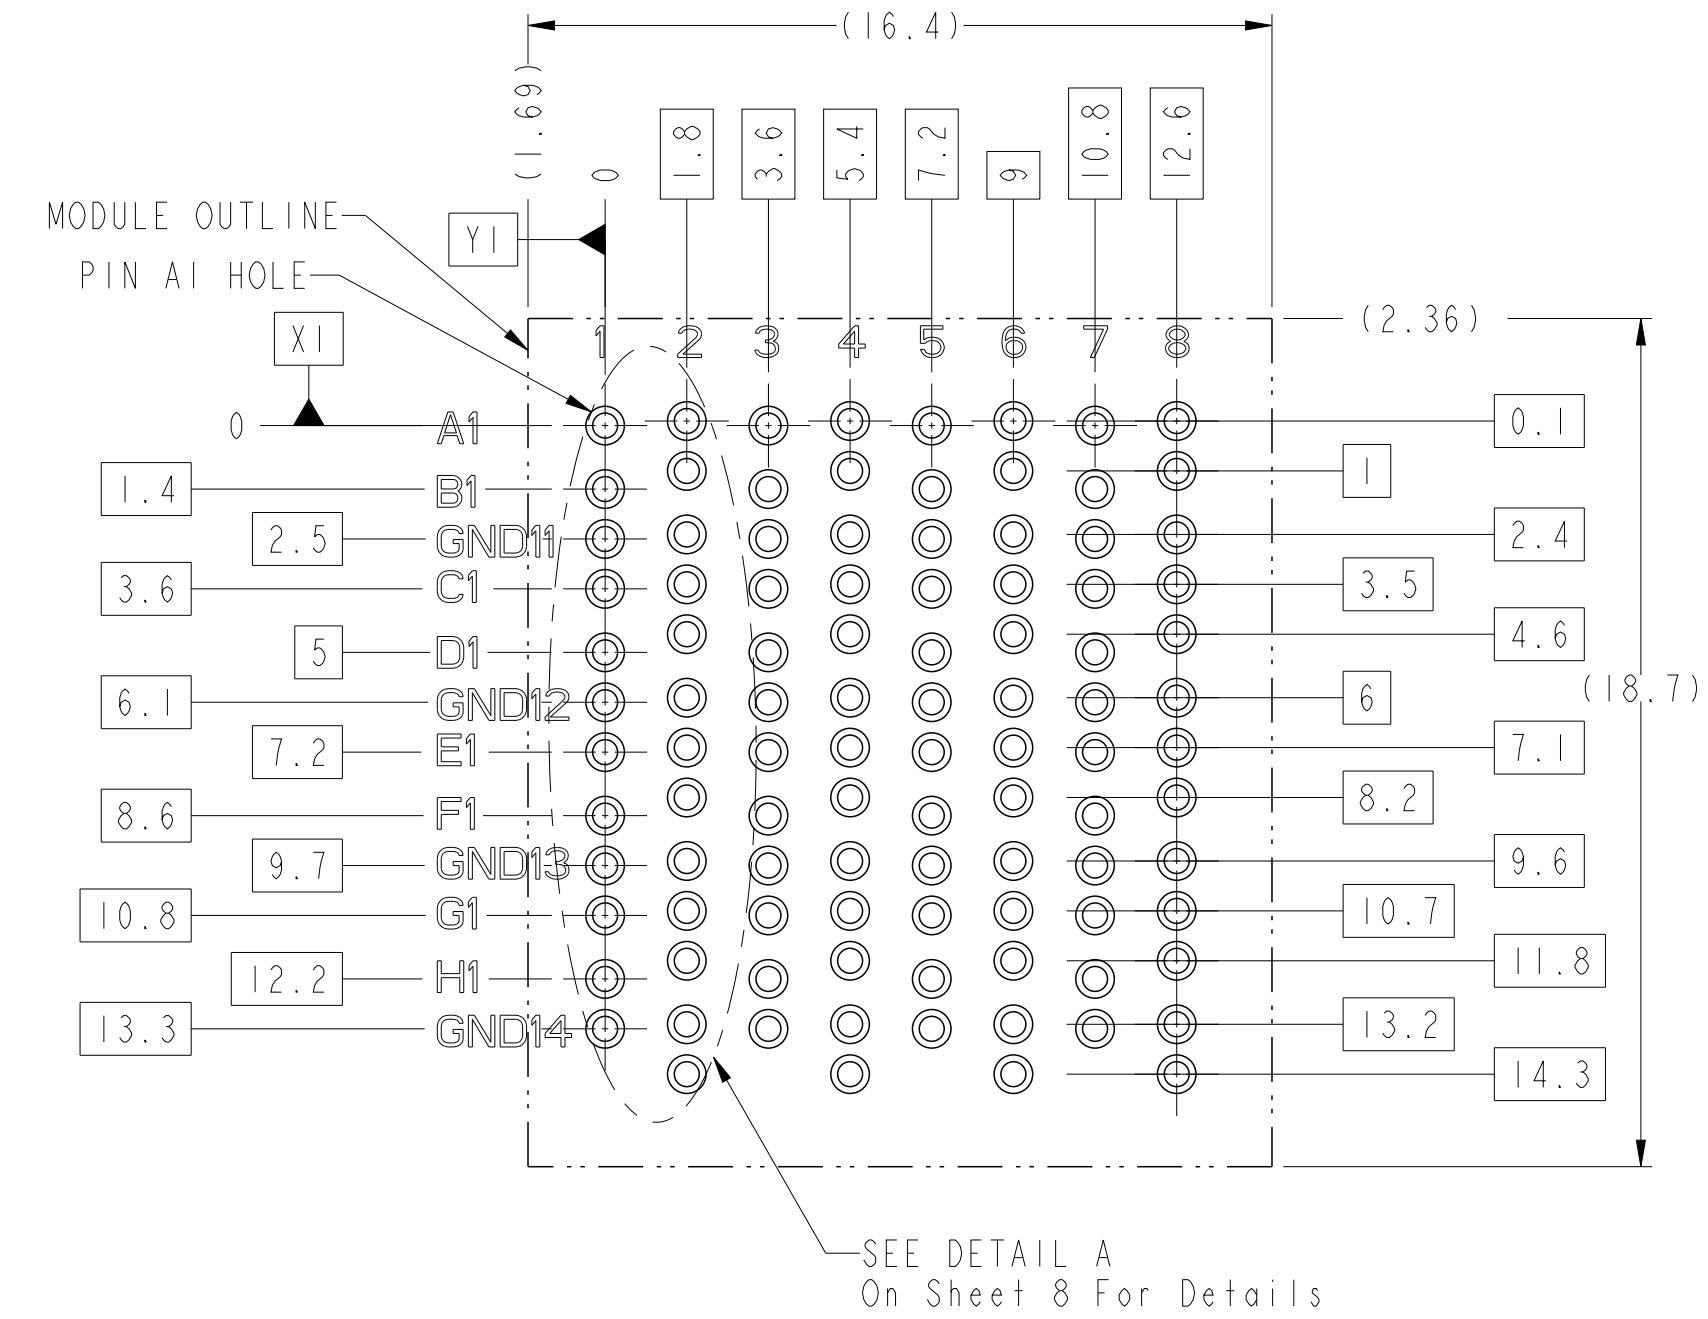 (16.4)
(1.69)
0
1.8
3.6
5.4
7.2
9
10.8
12.6
MODULE OUTLINE
Y1
PIN A1 HOLE
(2.36)
X1
1 2 3 4 5 6 7 8
0 A1 0.1
1
1.4 B1
2.5 GND11 2.4
3.6 C1 3.5
4.6
5 D1
6.1 GND12 6
(18.7)
7.2 E1 7.1
8.2
8.6 F1
9.7 GND13 9.6
10.8 G1 10.7
11.8
12.2 H1
13.3 GND14 13.2
14.3
SEE DETAIL A
On Sheet 8 For Details